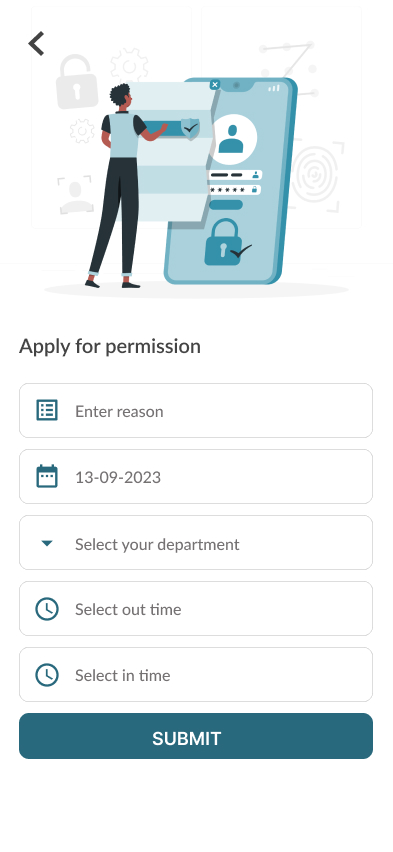 Apply for permission
Enter reason
13-09-2023
Select your department
Select out time
Select in time
SUBMIT